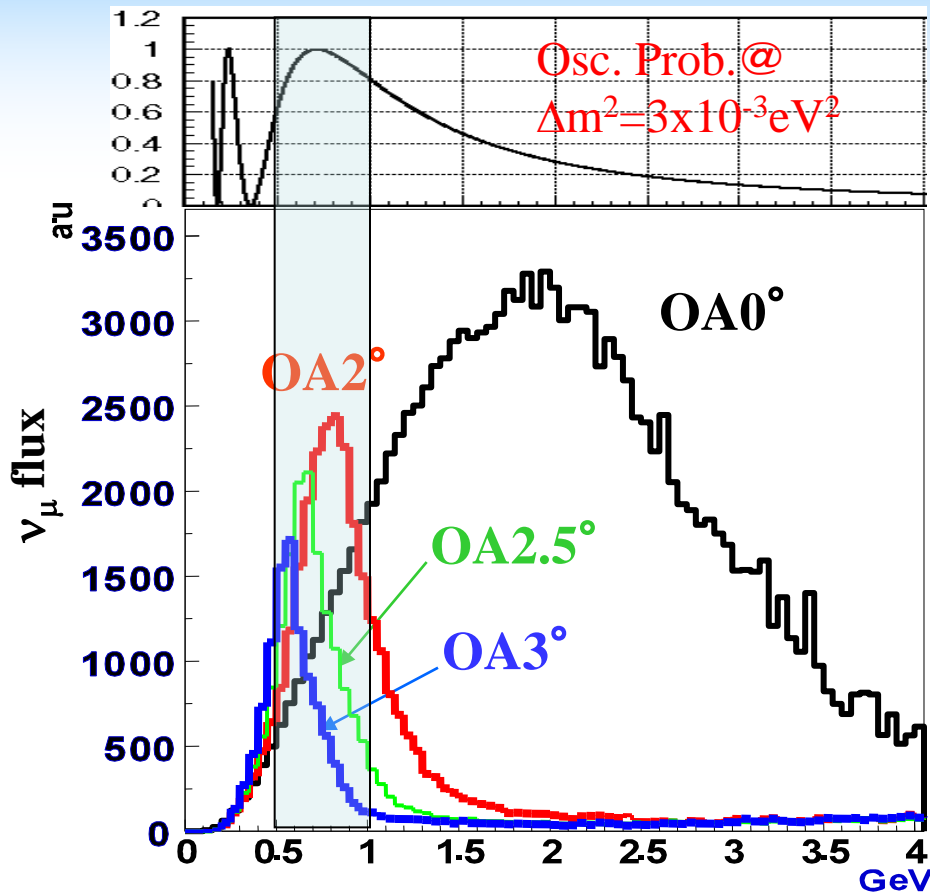 1.2
1
0.8
0.6
0.4
0.2
0
Osc. Prob.@
Δm²=3x10⁻³eV²
a.u
3500
3000
2500
2000
1500
1000
500
0
νμ flux
OA0°
OA2°
OA2.5°
OA3°
0 0·5 1 1·5 2 2·5 3 3·5 4
GeV